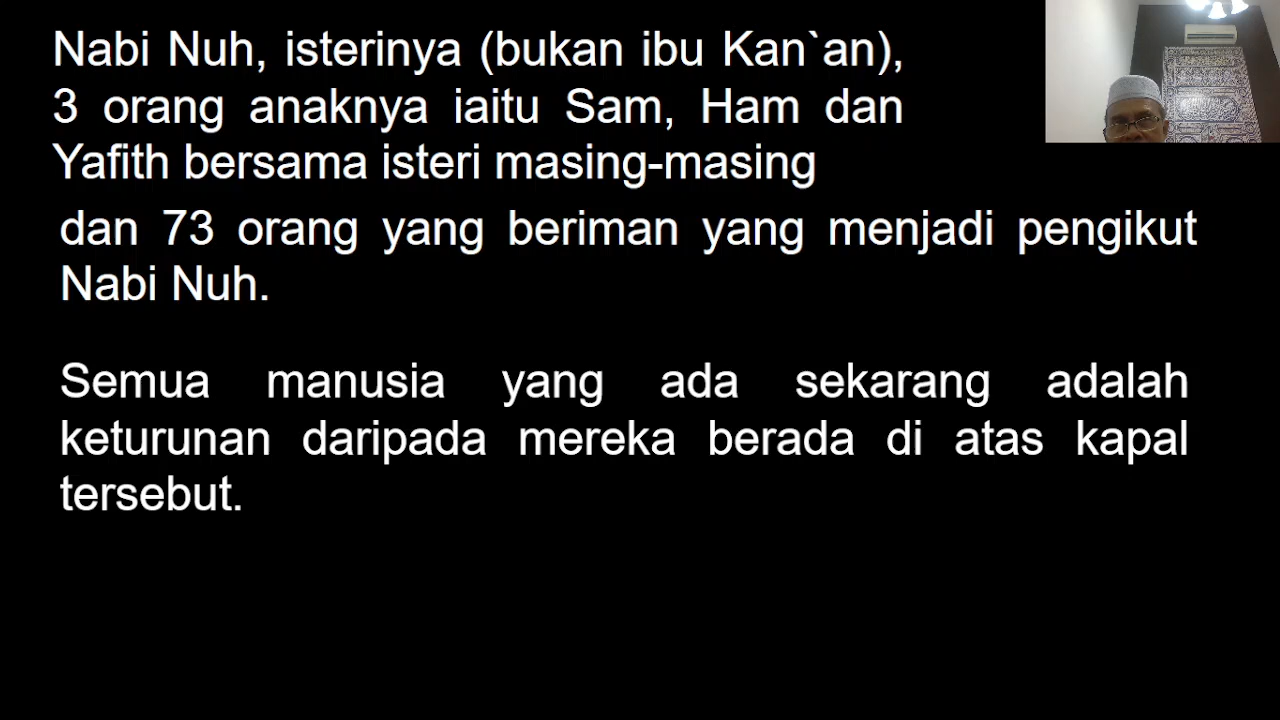 Nabi Nuh, isterinya (bukan ibu Kan`an),
3 orang anaknya iaitu Sam, Ham dan
Yafith bersama isteri masing-masing
dan 73 orang yang beriman yang menjadi pengikut
Nabi Nuh.
Semua manusia yang ada sekarang adalah
keturunan daripada mereka berada di atas kapal
tersebut.